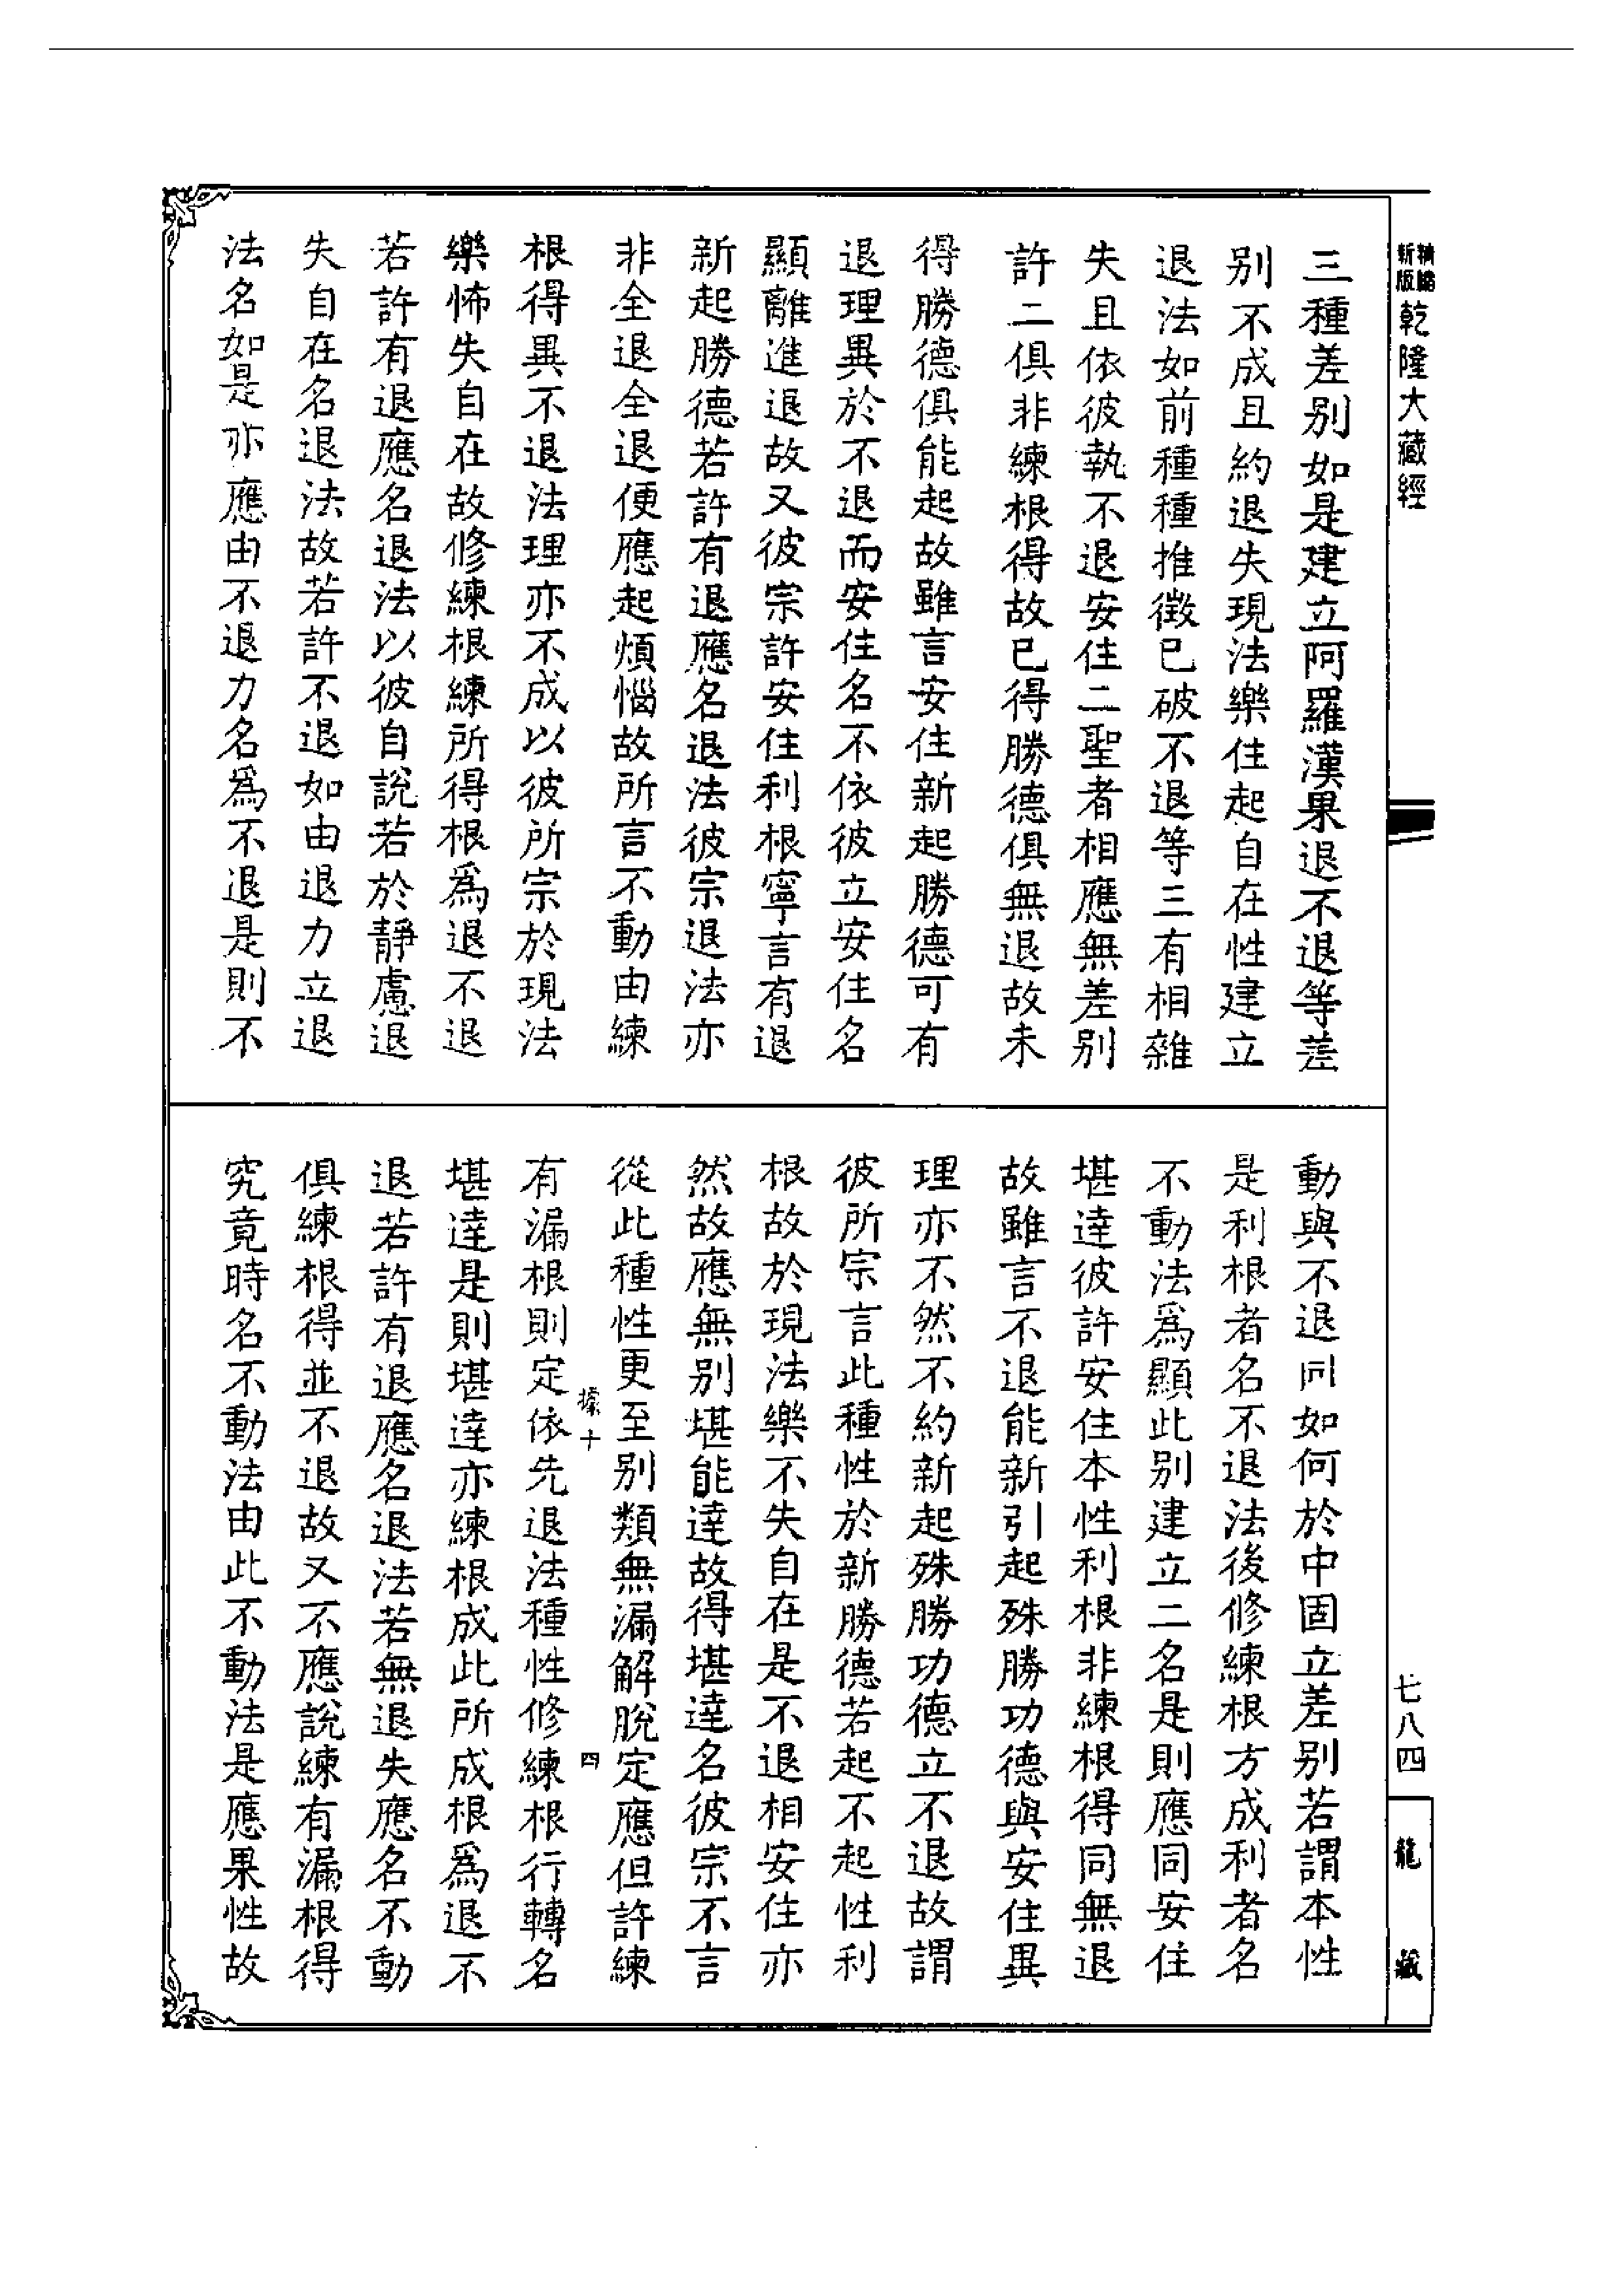 三種差別如是建立阿羅漢果退不退等差
別不成且約退失現法樂住起自在性建立
退法如前種種推徵已破不退等三有相雜
失且依彼執不退安住二聖者相應無差別
許二俱非練根得故已得勝德俱無退故未
得勝德俱能起故雖言安住新起勝德可有
退理異於不退而安住名不依彼立安住名
顯離進退故又彼宗許安住利根寧言有退
新起勝德若許有退應名退法彼宗退法亦
非全退全退便應起煩惱故所言不動由練
根得異不退法理亦不成以彼所宗於現法
樂怖失自在故修練根練所得根為退不退
若許有退應名退法以彼自說若於靜慮退
失自在名退法故若許不退如由退力立退
法名如是亦應由不退力名為不退是則不
動與不退同如何於中固立差別若謂本性
是利根者名不退法後修練根方成利者名
不動法為顯此別建立二名是則應同安住
堪達彼許安住本性利根非練根得同無退
故雖言不退能新引起殊勝功德與安住異
理亦不然不約新起殊勝功德立不退故謂
彼所宗言此種性於新勝德若起不起性利
根故於現法樂不失自在是不退相安住亦
然故應無別堪能達故得堪達名彼宗不言
從此種性更至別類無漏解脫定應但許練
有漏根則定依先退法種性修練根行轉名
堪達是則堪達亦練根成此所成根為退不
退若許有退應名退法若無退失應名不動
俱練根得並不退故又不應說練有漏根得
究竟時名不動法由此不動法是應果性故
據十
四
新版
乾隆大藏經
七八四
龍藏